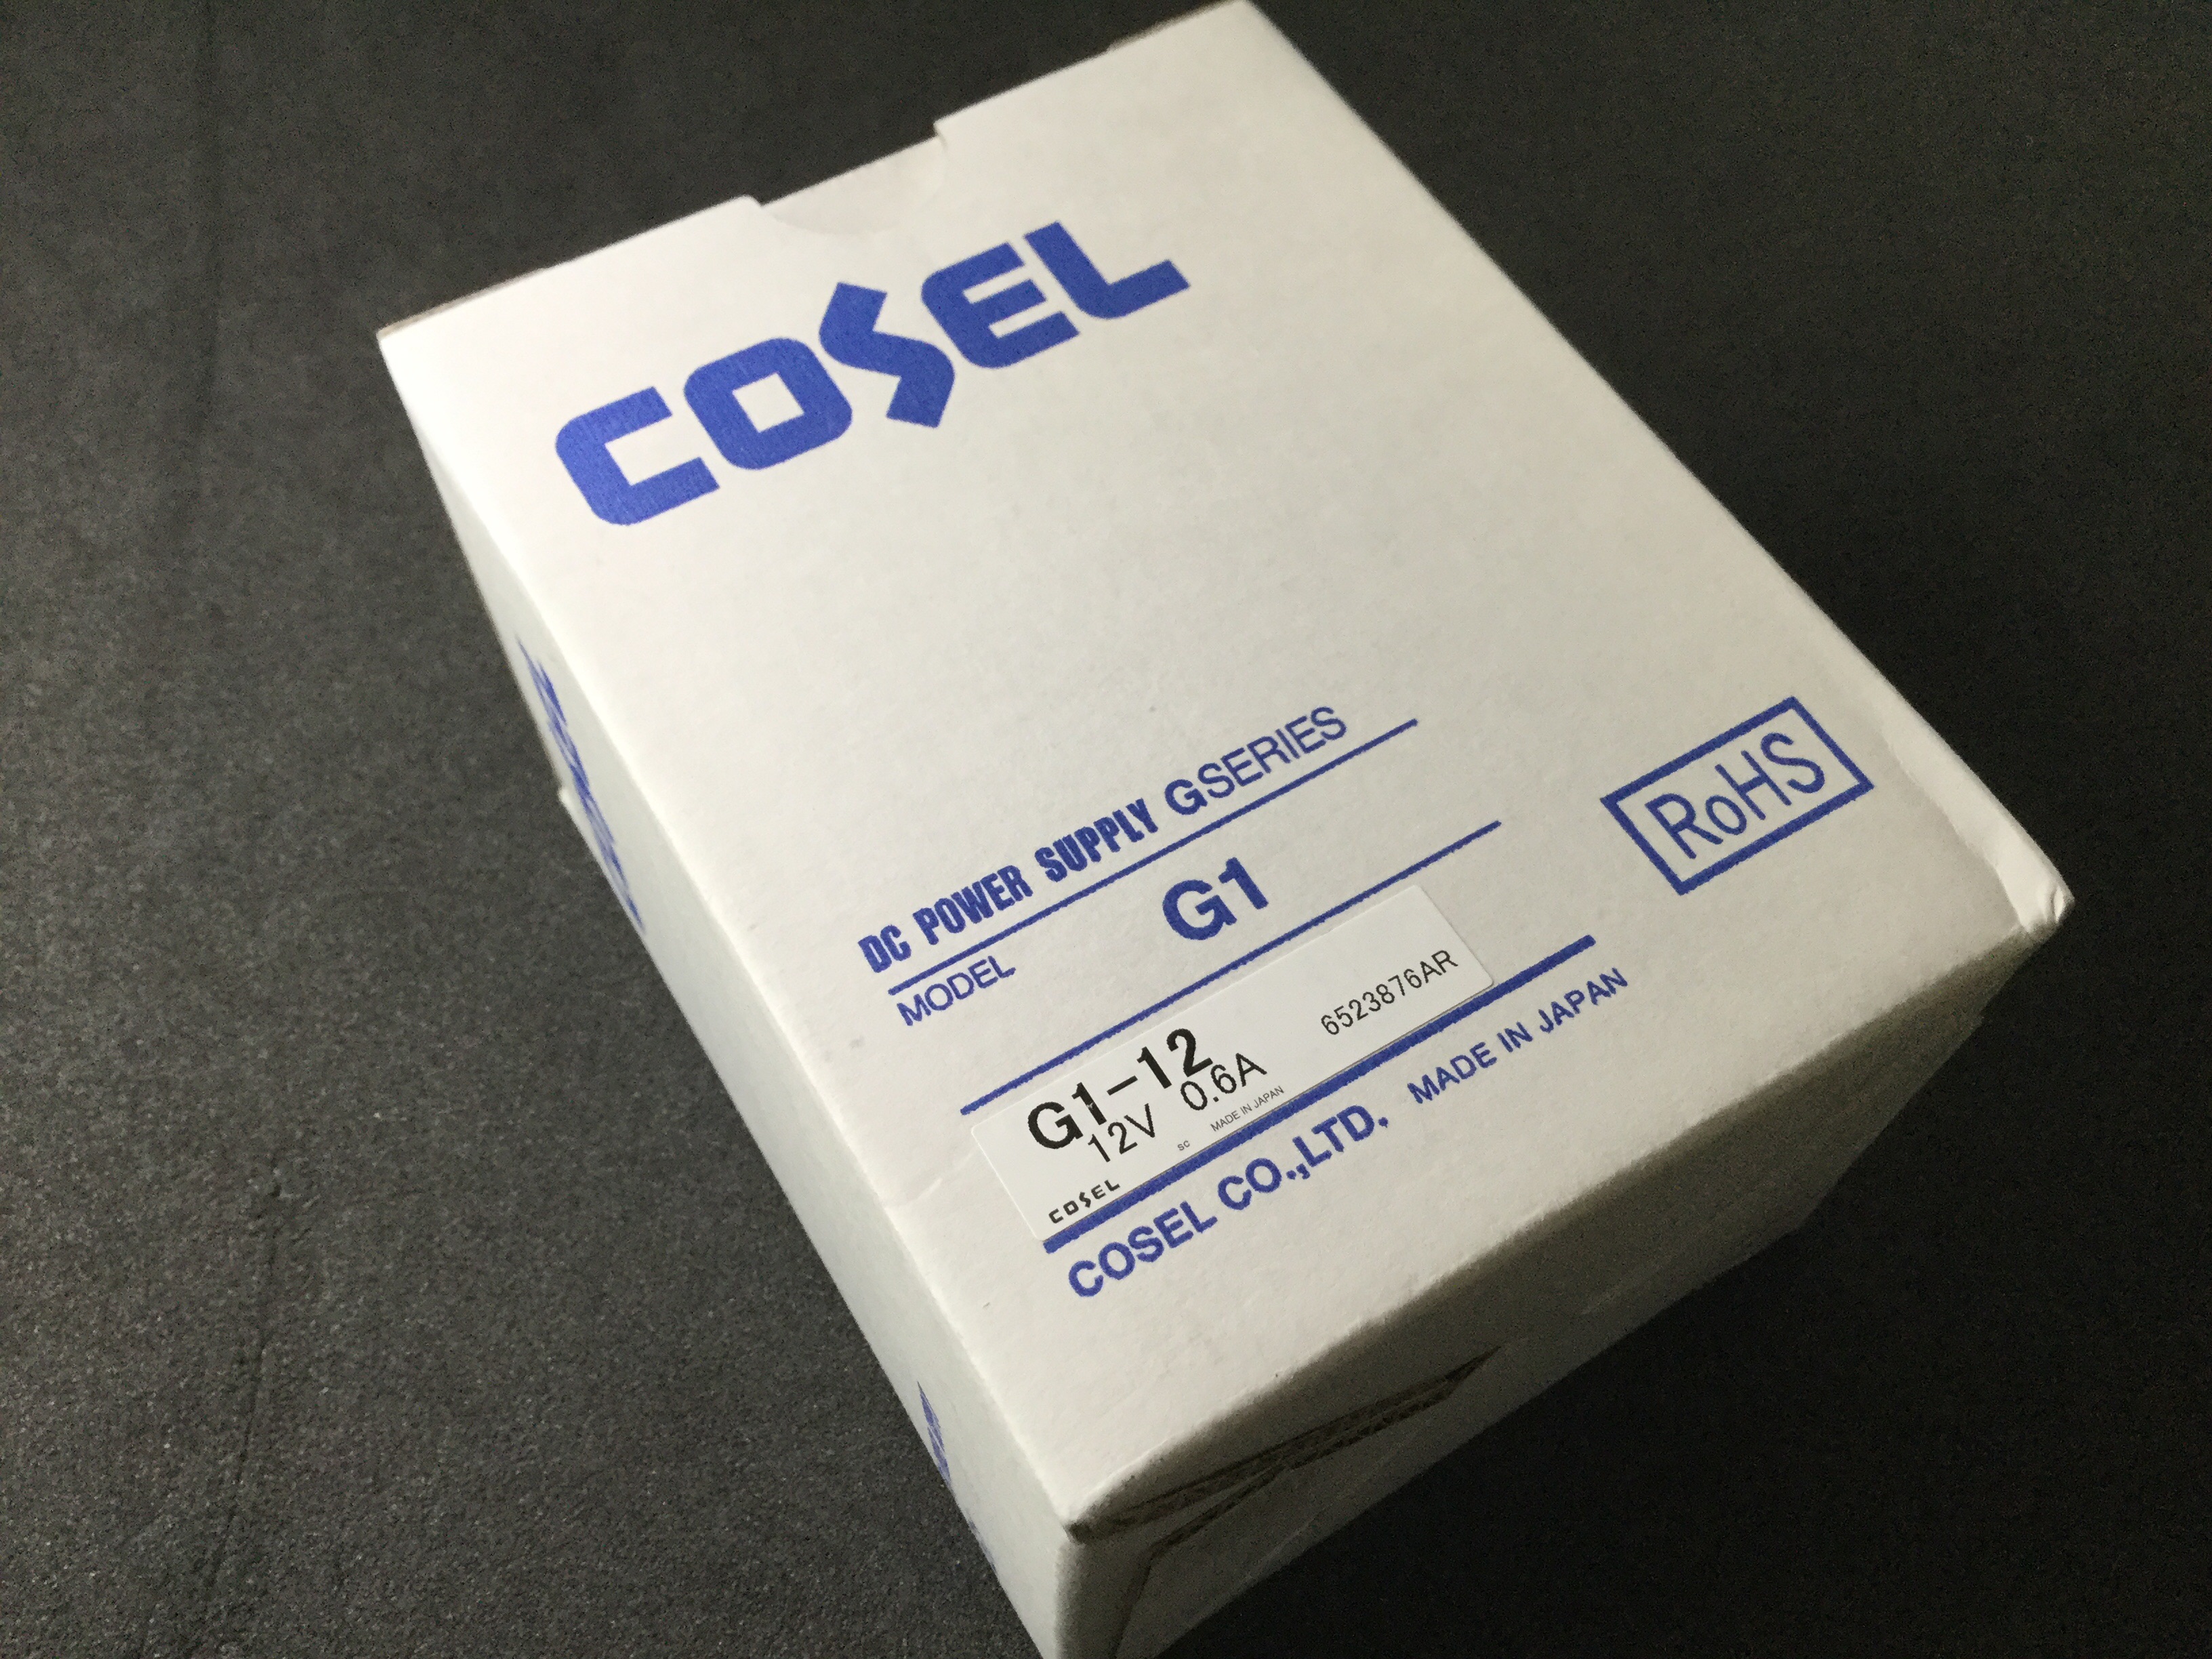 COSEL
DC POWER SUPPLY GSERIES
MODEL G1
RoHS
G1-12
12V 0.6A
6523876AR
COSEL SC MADE IN JAPAN
COSEL CO.,LTD. MADE IN JAPAN